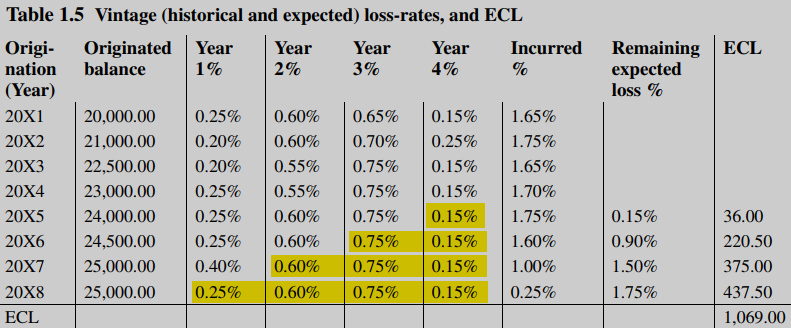 Table 1.5 Vintage (historical and expected) loss-rates, and ECL
Origi-nation (Year) Originated balance Year 1% Year 2% Year 3% Year 4% Incurred % Remaining expected loss % ECL
20X1 20,000.00 0.25% 0.60% 0.65% 0.15% 1.65%
20X2 21,000.00 0.20% 0.60% 0.70% 0.25% 1.75%
20X3 22,500.00 0.20% 0.55% 0.75% 0.15% 1.65%
20X4 23,000.00 0.25% 0.55% 0.75% 0.15% 1.70%
20X5 24,000.00 0.25% 0.60% 0.75% 0.15% 1.75% 0.15% 36.00
20X6 24,500.00 0.25% 0.60% 0.75% 0.15% 1.60% 0.90% 220.50
20X7 25,000.00 0.40% 0.60% 0.75% 0.15% 1.00% 1.50% 375.00
20X8 25,000.00 0.25% 0.60% 0.75% 0.15% 0.25% 1.75% 437.50
ECL 1,069.00